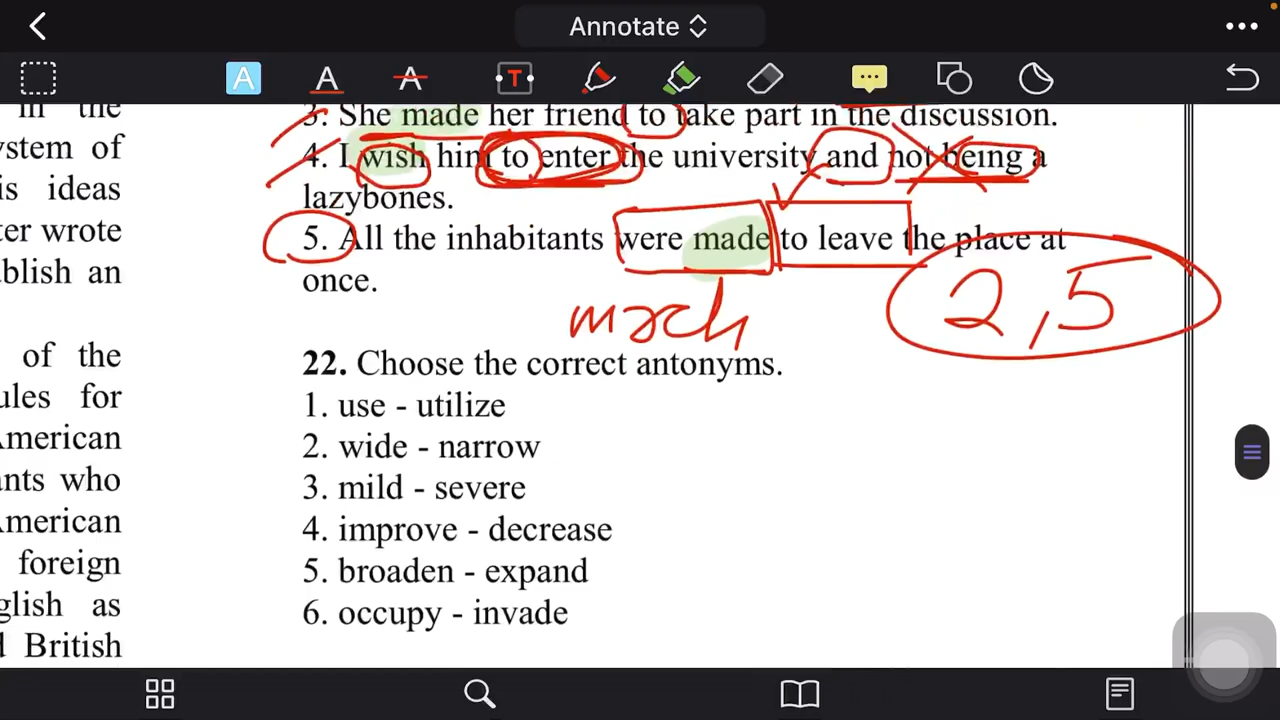 Annotate
in the
3. She made her friend to take part in the discussion.
ystem of
4. I wish him to enter the university and not being a
is ideas
lazybones.
ter wrote
5. All the inhabitants were made to leave the place at
ablish an
once.
2,5
of the
22. Choose the correct antonyms.
ules for
1. use - utilize
American
2. wide - narrow
ants who
3. mild - severe
American
4. improve - decrease
foreign
5. broaden - expand
glish as
6. occupy - invade
d British